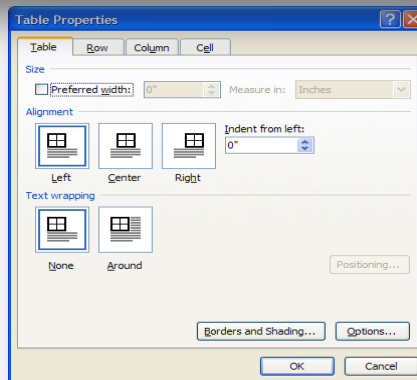 Table Properties
Table Row Column Cell
Size
Preferred width: 0" Measure in: Inches
Alignment
Indent from left:
0"
Left Center Right
Text wrapping
None Around
Positioning...
Borders and Shading... Options...
OK Cancel